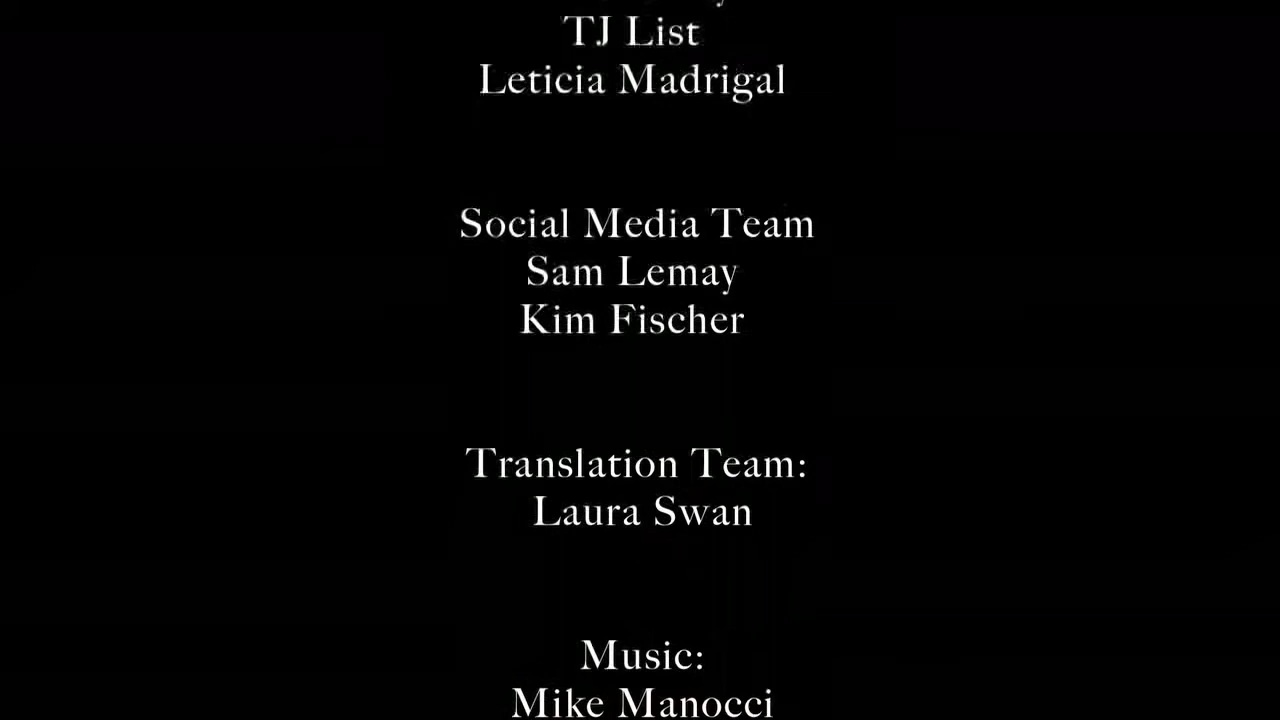 TJ List
Leticia Madrigal
Social Media Team
Sam Lemay
Kim Fischer
Translation Team:
Laura Swan
Music:
Mike Manocci